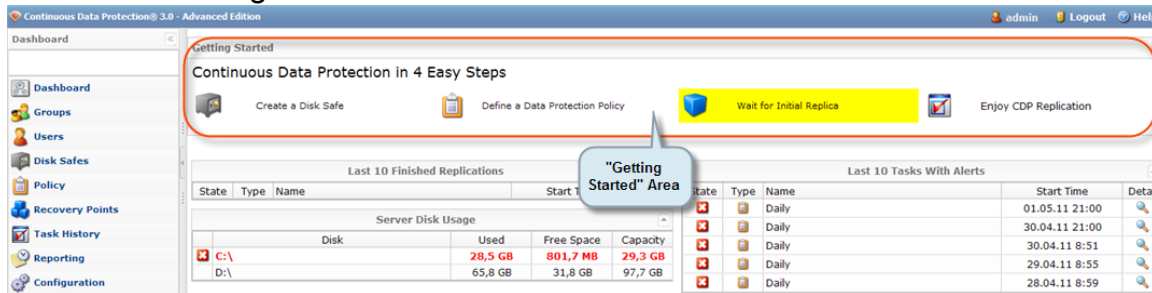 Continuous Data Protection® 3.0 - Advanced Edition
admin
Logout
Help
Dashboard
Dashboard
Groups
Users
Disk Safes
Policy
Recovery Points
Task History
Reporting
Configuration
Getting Started
Continuous Data Protection in 4 Easy Steps
Create a Disk Safe
Define a Data Protection Policy
Wait for Initial Replica
Enjoy CDP Replication
"Getting
Started" Area
Last 10 Finished Replications
State Type Name
Server Disk Usage
Disk Used Free Space Capacity
C:\ 28,5 GB 801,7 MB 29,3 GB
D:\ 65,8 GB 31,8 GB 97,7 GB
Last 10 Tasks With Alerts
State Type Name Start Time
Daily 01.05.11 21:00
Daily 30.04.11 21:00
Daily 30.04.11 8:51
Daily 29.04.11 8:55
Daily 28.04.11 8:59